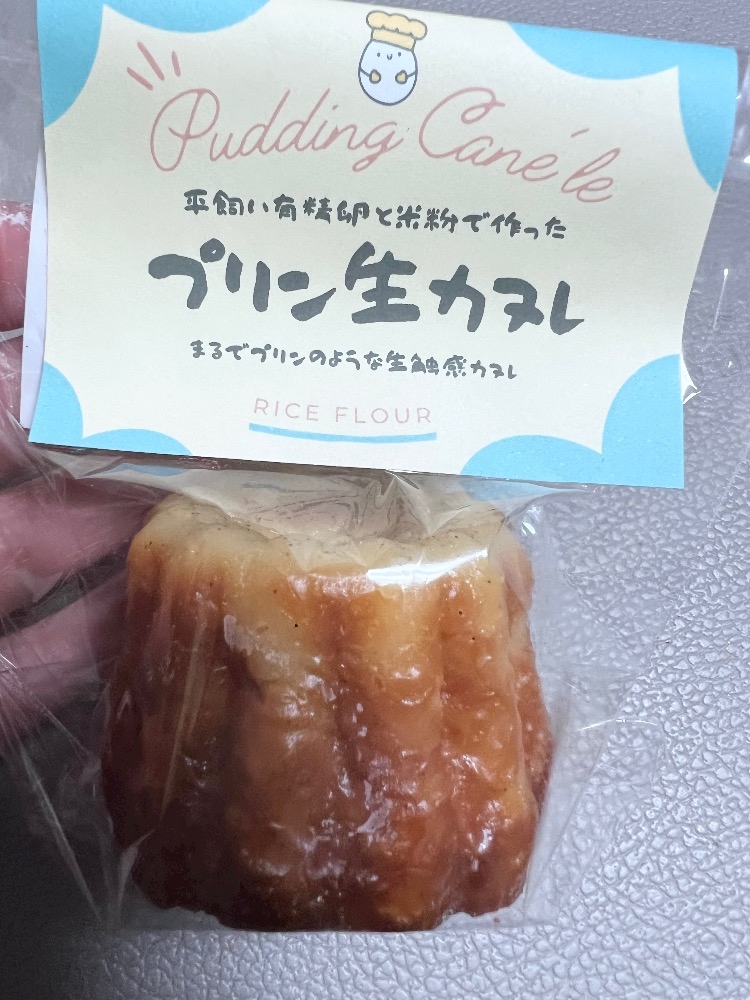 Pudding Canéle
平飼い有精卵と米粉で作った
プリン生カヌレ
まるでプリンのような生触感カヌレ
RICE FLOUR